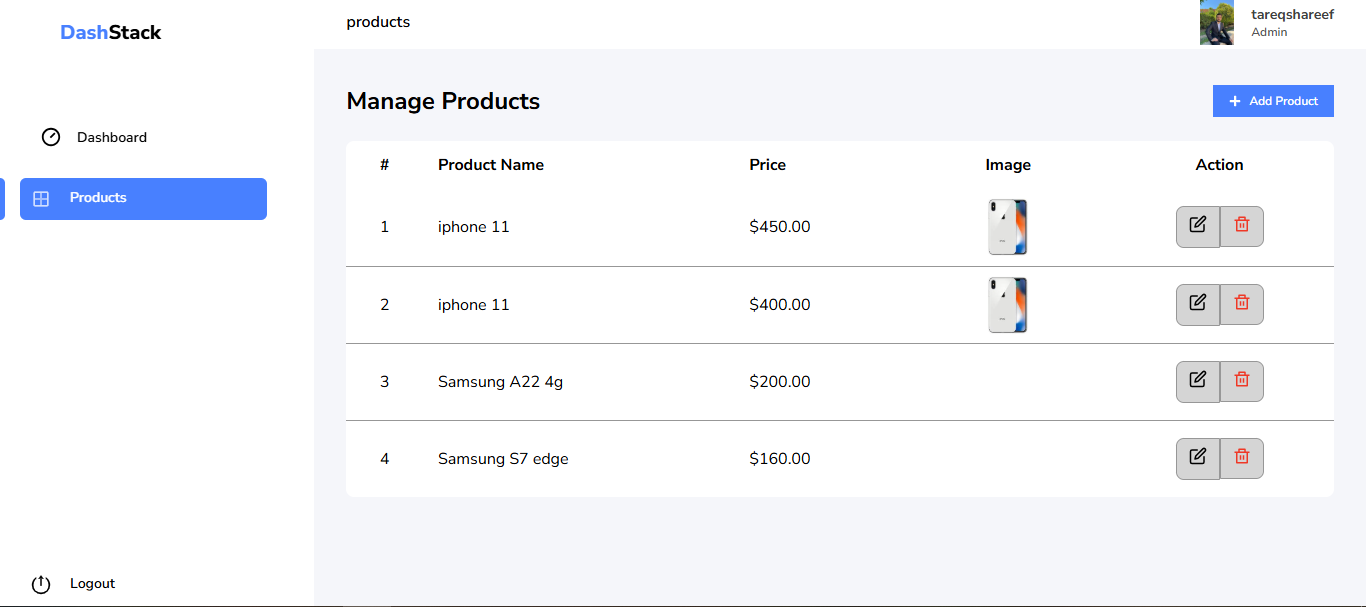 DashStack
products
tareqshareef
Admin
Dashboard
Products
Logout
Manage Products
Add Product
# Product Name Price Image Action
1 iphone 11 $450.00
2 iphone 11 $400.00
3 Samsung A22 4g $200.00
4 Samsung S7 edge $160.00